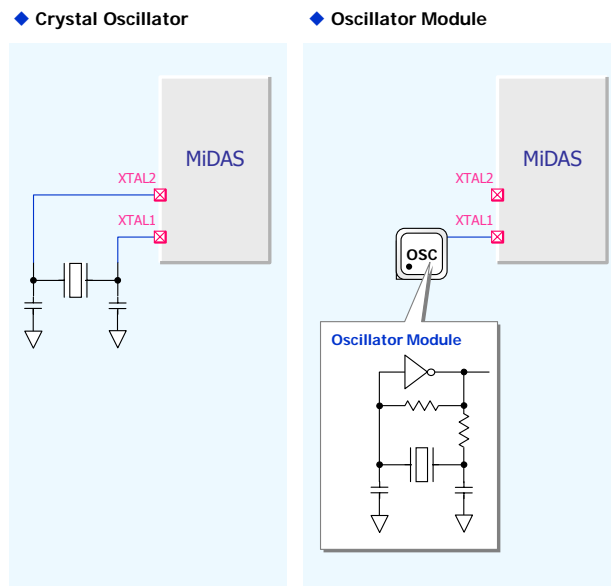 Crystal Oscillator
Oscillator Module
MiDAS
XTAL2
XTAL1
MiDAS
XTAL2
XTAL1
OSC
Oscillator Module